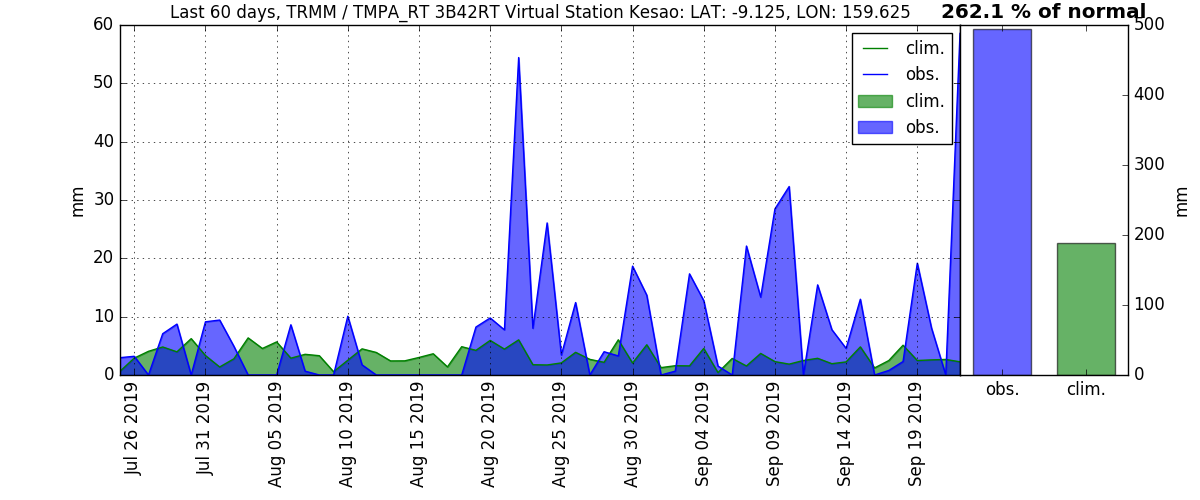 Last 60 days, TRMM / TMPA_RT 3B42RT Virtual Station Kesao: LAT: -9.125, LON: 159.625
262.1 % of normal
60
50
40
30
20
10
0
mm
clim.
obs.
clim.
obs.
500
400
300
200
100
0
mm
Jul 26 2019
Jul 31 2019
Aug 05 2019
Aug 10 2019
Aug 15 2019
Aug 20 2019
Aug 25 2019
Aug 30 2019
Sep 04 2019
Sep 09 2019
Sep 14 2019
Sep 19 2019
obs.
clim.